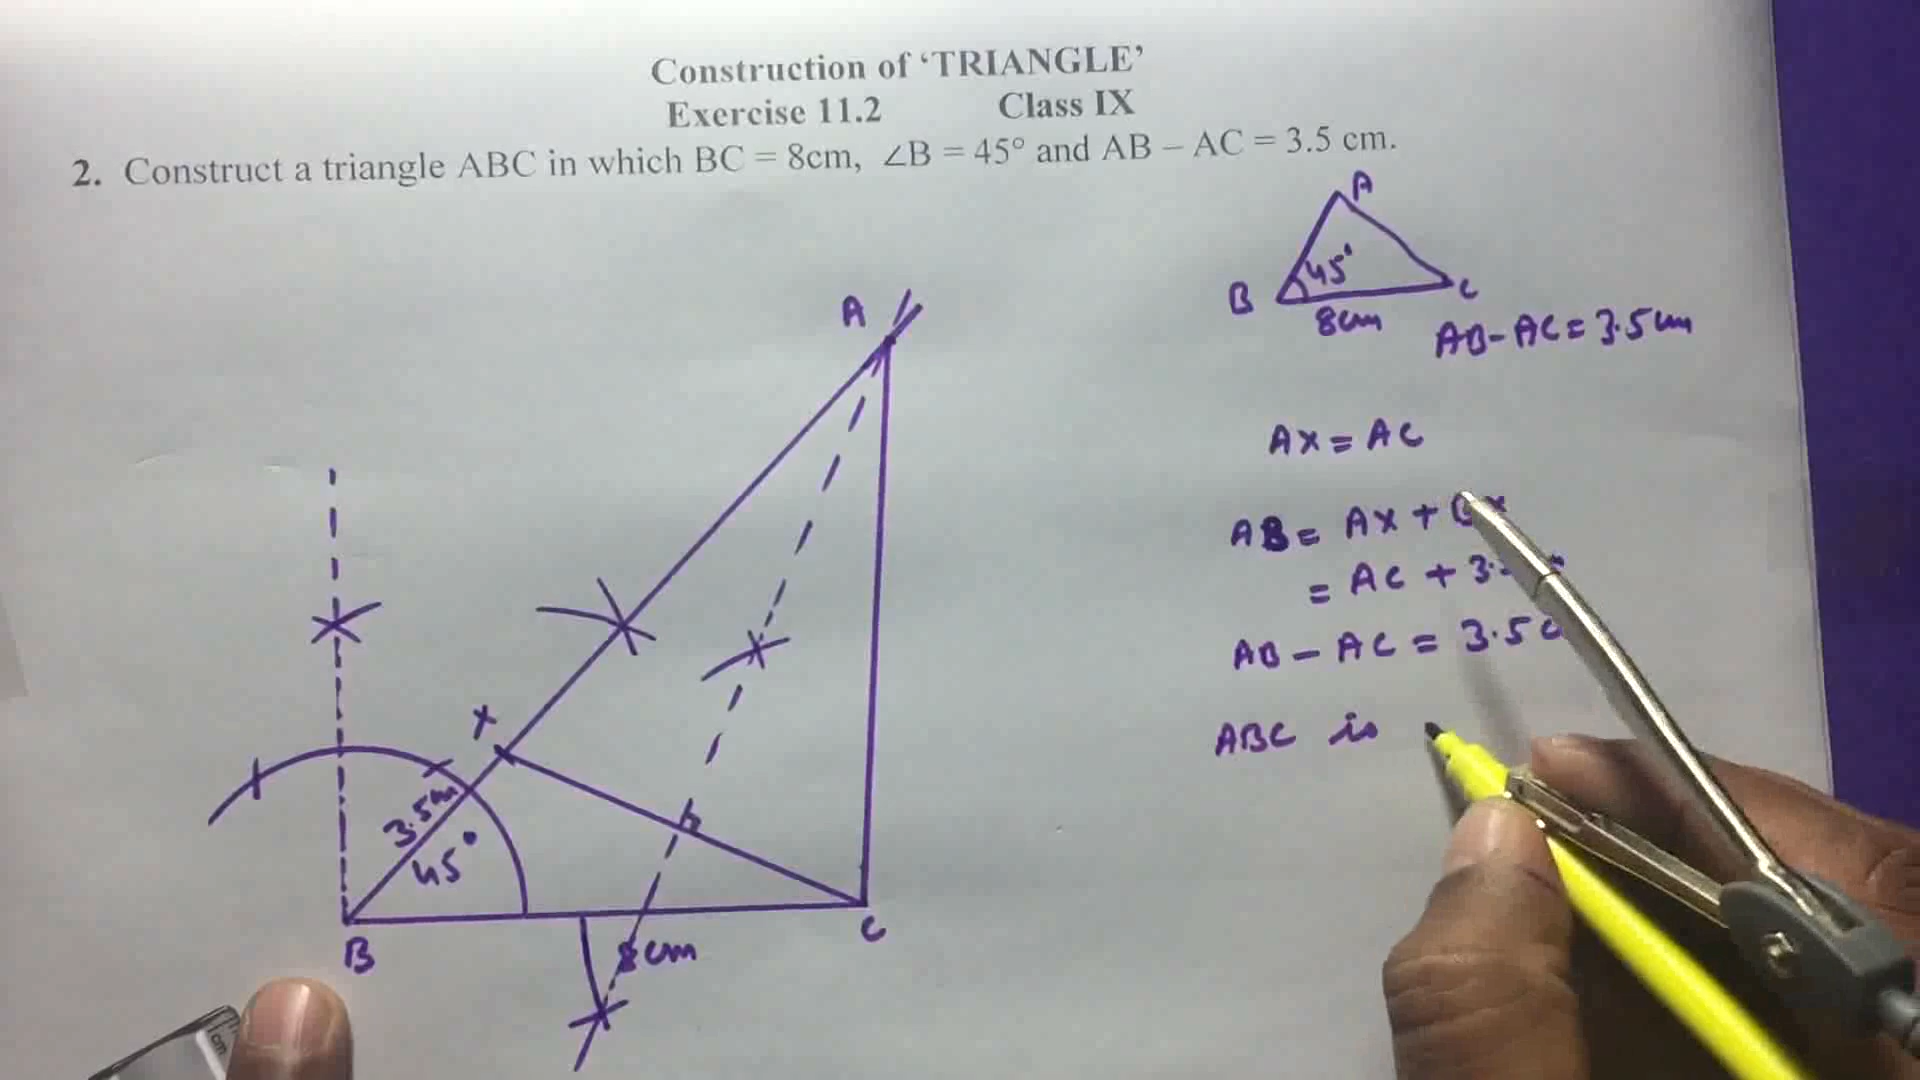 Construction of ‘TRIANGLE’
Exercise 11.2 Class IX
2. Construct a triangle ABC in which BC = 8cm, ∠B = 45° and AB – AC = 3.5 cm.
A
B 45° C
8cm
AB - AC = 3.5cm
A
AX = AC
AB = AX +
= AC +
AB - AC = 3.5
X
ABC is
3.5cm
45°
B
C
8cm
cm